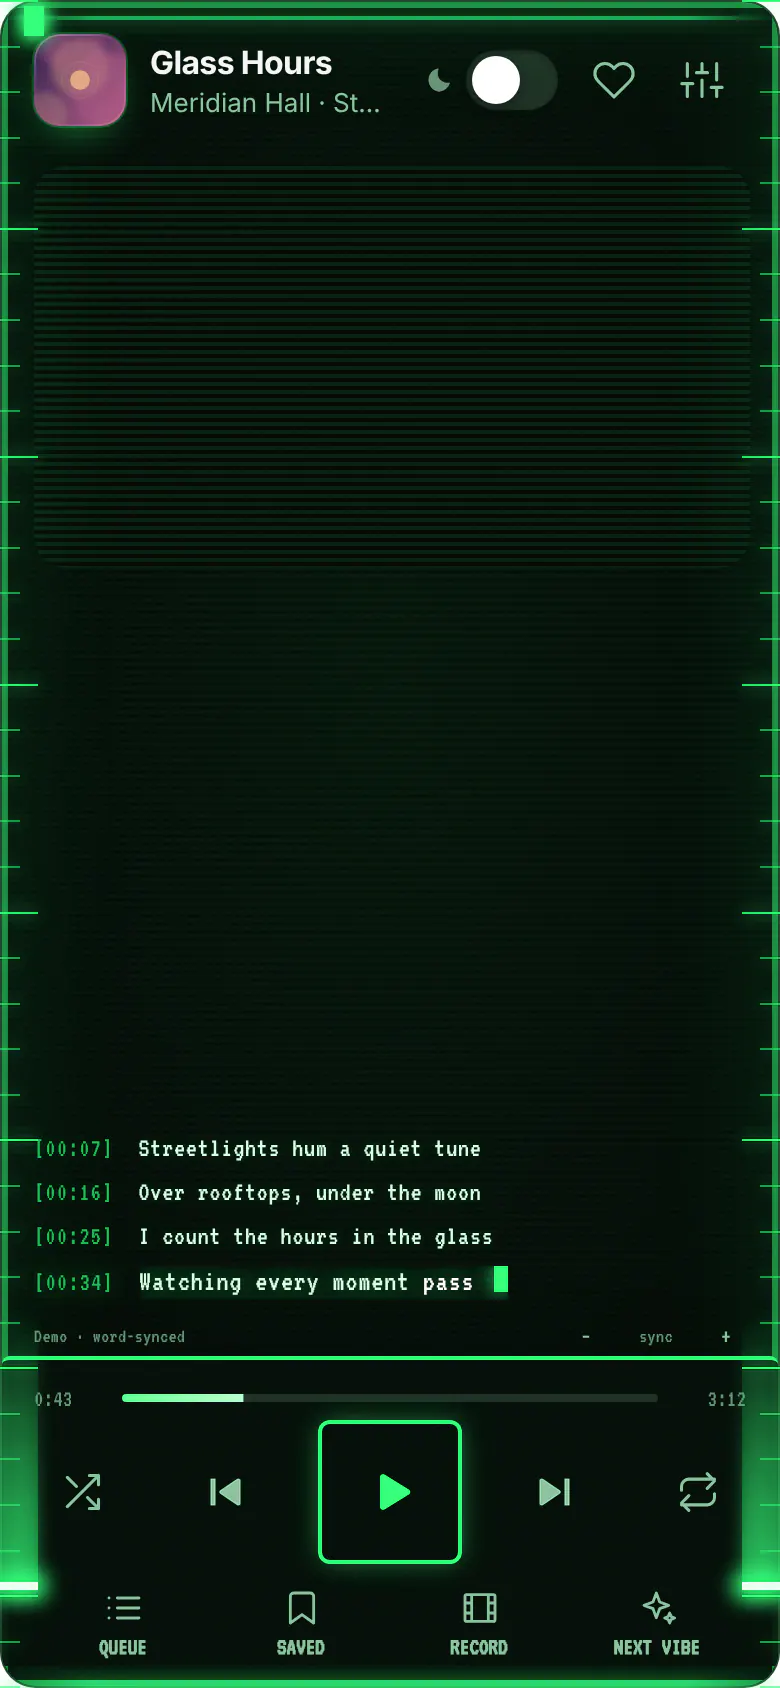 Glass Hours
Meridian Hall · St...
[00:07] Streetlights hum a quiet tune
[00:16] Over rooftops, under the moon
[00:25] I count the hours in the glass
[00:34] Watching every moment pass
Demo · word-synced - sync +
0:43 3:12
QUEUE SAVED RECORD NEXT VIBE